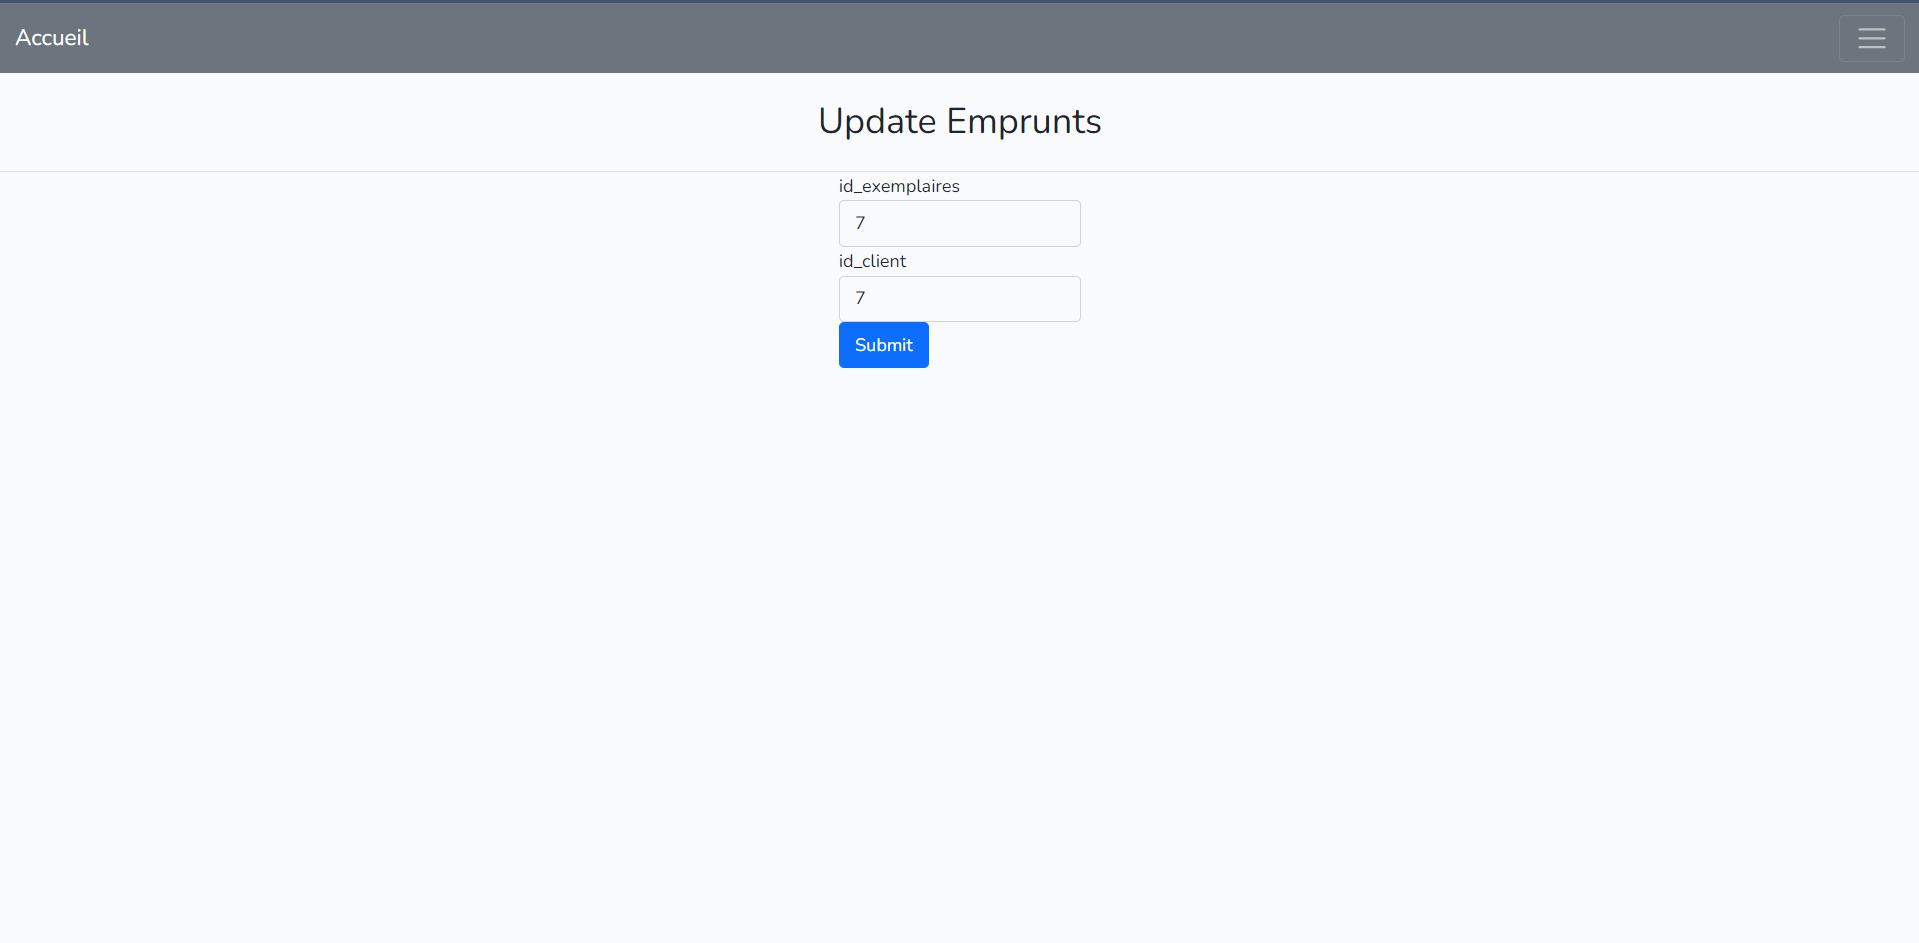 Accueil
Update Emprunts
id_exemplaires
7
id_client
7
Submit